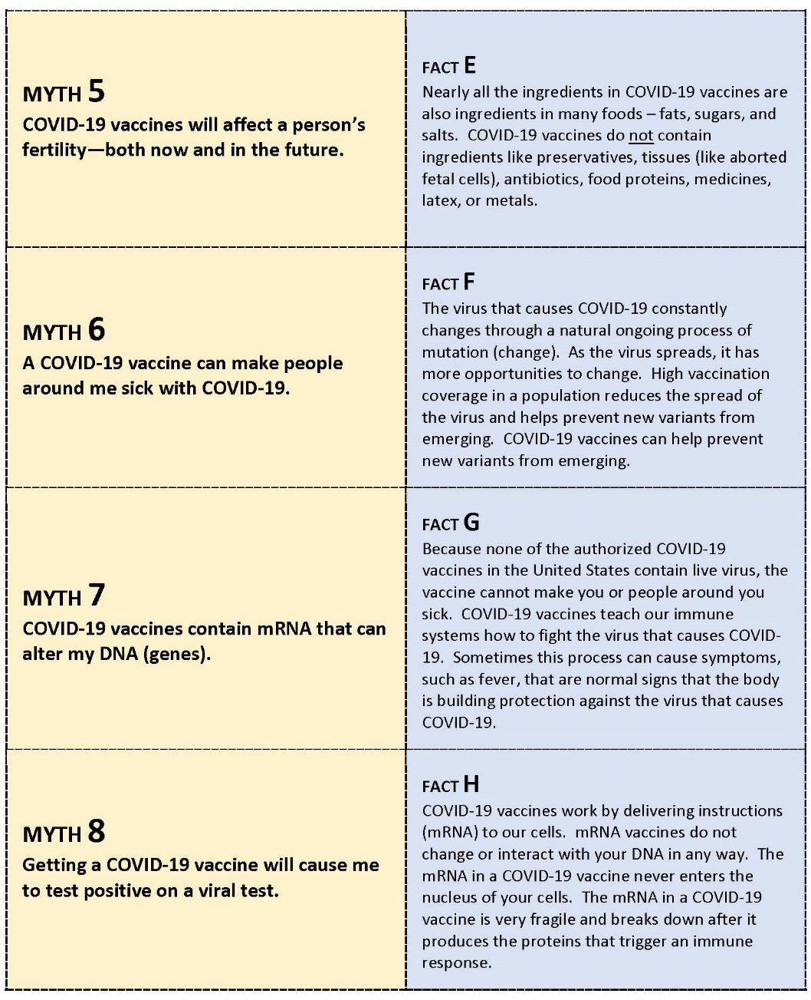 MYTH 5
COVID-19 vaccines will affect a person's
fertility—both now and in the future.
FACT E
Nearly all the ingredients in COVID-19 vaccines are
also ingredients in many foods – fats, sugars, and
salts.  COVID-19 vaccines do not contain
ingredients like preservatives, tissues (like aborted
fetal cells), antibiotics, food proteins, medicines,
latex, or metals.
MYTH 6
A COVID-19 vaccine can make people
around me sick with COVID-19.
FACT F
The virus that causes COVID-19 constantly
changes through a natural ongoing process of
mutation (change).  As the virus spreads, it has
more opportunities to change.  High vaccination
coverage in a population reduces the spread of
the virus and helps prevent new variants from
emerging.  COVID-19 vaccines can help prevent
new variants from emerging.
MYTH 7
COVID-19 vaccines contain mRNA that can
alter my DNA (genes).
FACT G
Because none of the authorized COVID-19
vaccines in the United States contain live virus, the
vaccine cannot make you or people around you
sick.  COVID-19 vaccines teach our immune
systems how to fight the virus that causes COVID-
19.  Sometimes this process can cause symptoms,
such as fever, that are normal signs that the body
is building protection against the virus that causes
COVID-19.
MYTH 8
Getting a COVID-19 vaccine will cause me
to test positive on a viral test.
FACT H
COVID-19 vaccines work by delivering instructions
(mRNA) to our cells.  mRNA vaccines do not
change or interact with your DNA in any way.  The
mRNA in a COVID-19 vaccine never enters the
nucleus of your cells.  The mRNA in a COVID-19
vaccine is very fragile and breaks down after it
produces the proteins that trigger an immune
response.